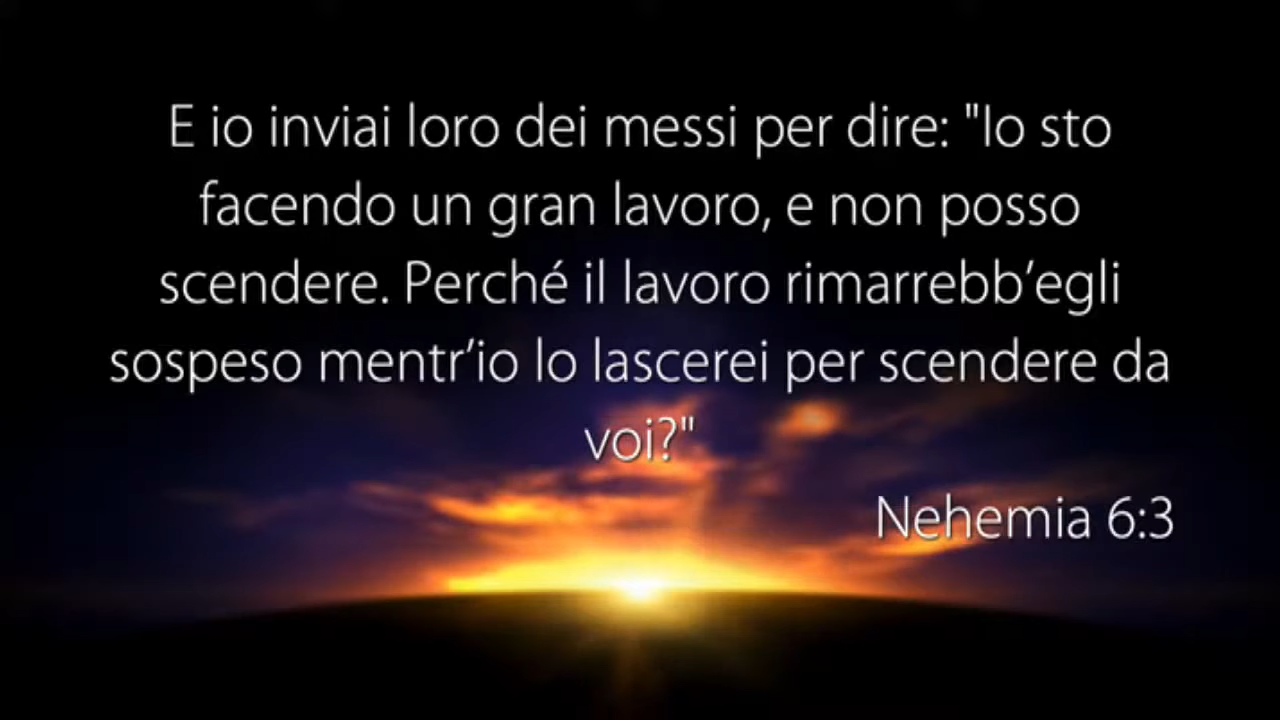 E io inviai loro dei messi per dire: "Io sto
facendo un gran lavoro, e non posso
scendere. Perché il lavoro rimarrebb’egli
sospeso mentr’io lo lascerei per scendere da
voi?"
Nehemia 6:3